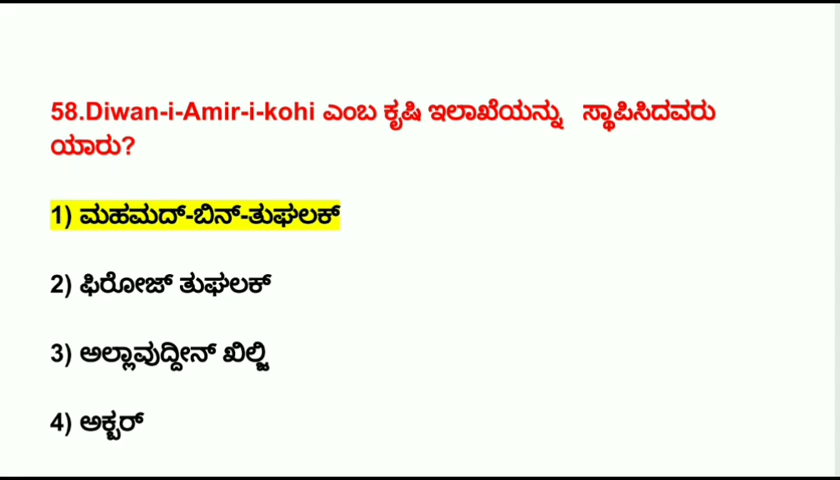 58.Diwan-i-Amir-i-kohi ಎಂಬ ಕೃಷಿ ಇಲಾಖೆಯನ್ನು ಸ್ಥಾಪಿಸಿದವರು
ಯಾರು?
1) ಮಹಮದ್-ಬಿನ್-ತುಘಲಕ್
2) ಫಿರೋಜ್ ತುಘಲಕ್
3) ಅಲ್ಲಾವುದ್ದೀನ್ ಖಿಲ್ಜಿ
4) ಅಕ್ಬರ್